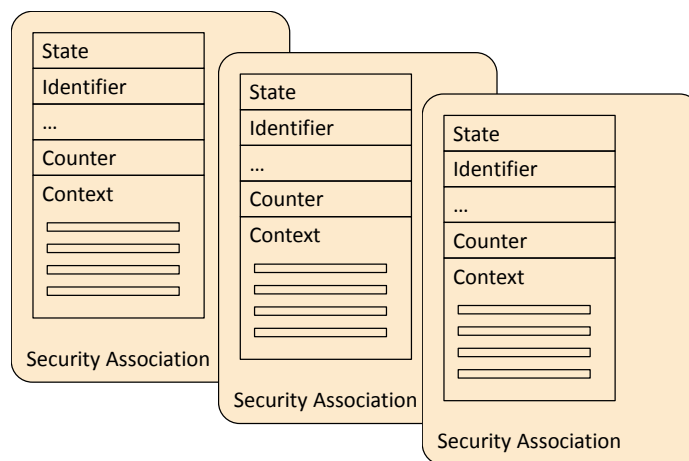 State
Identifier
...
Counter
Context
Security Association
State
Identifier
...
Counter
Context
Security Association
State
Identifier
...
Counter
Context
Security Association